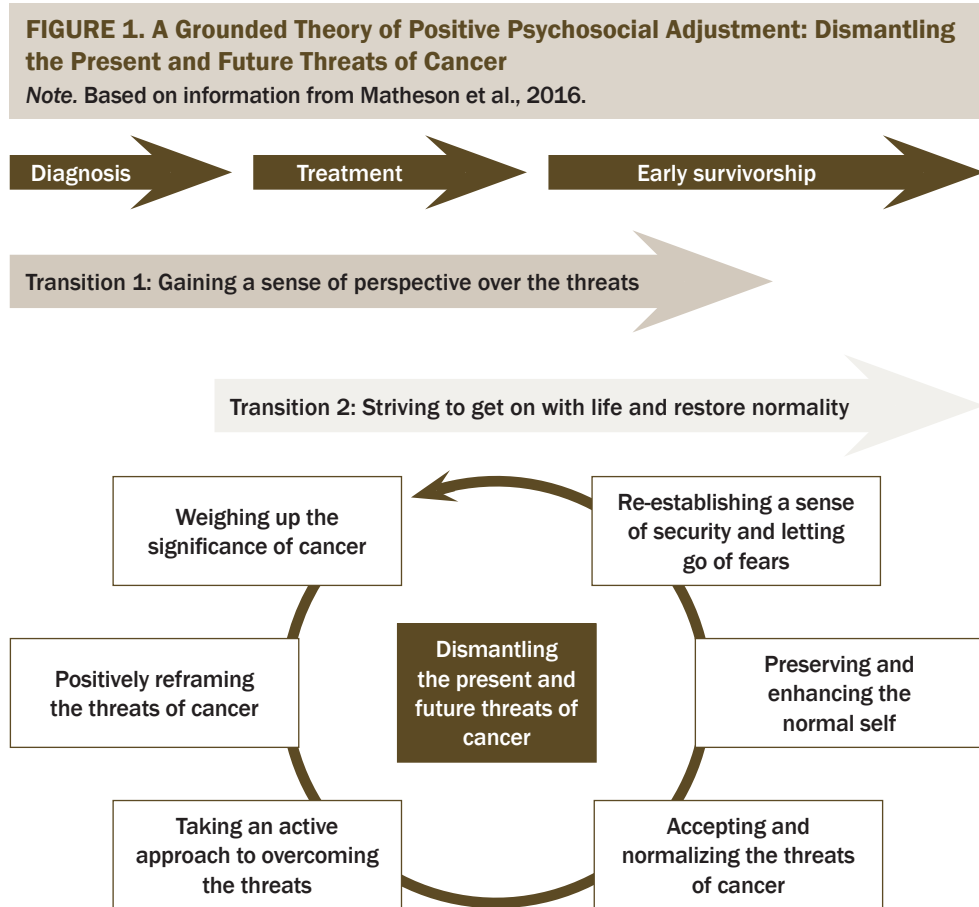 FIGURE 1. A Grounded Theory of Positive Psychosocial Adjustment: Dismantling
the Present and Future Threats of Cancer
Note. Based on information from Matheson et al., 2016.
Diagnosis
Treatment
Early survivorship
Transition 1: Gaining a sense of perspective over the threats
Transition 2: Striving to get on with life and restore normality
Weighing up the
significance of cancer
Re-establishing a sense
of security and letting
go of fears
Positively reframing
the threats of cancer
Dismantling
the present and
future threats of
cancer
Preserving and
enhancing the
normal self
Taking an active
approach to overcoming
the threats
Accepting and
normalizing the threats
of cancer